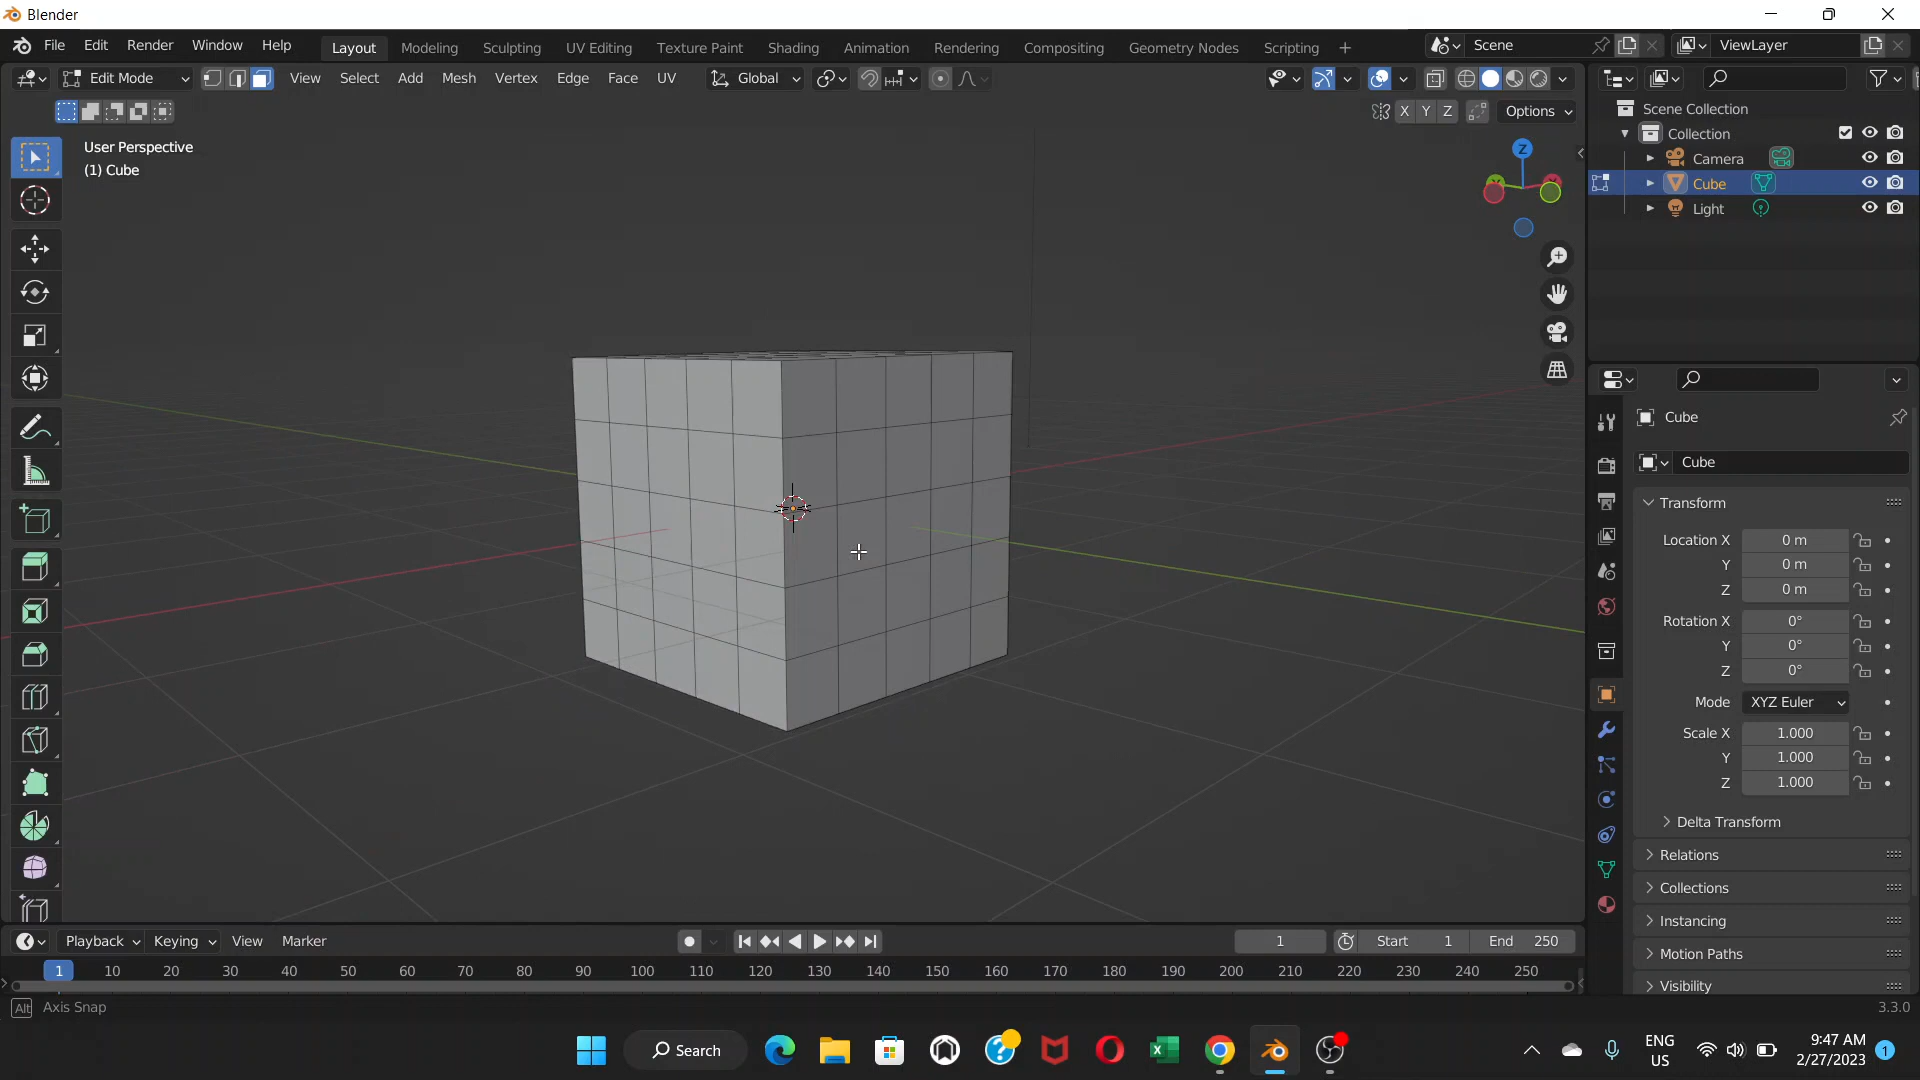 Blender
File Edit Render Window Help Layout Modeling Sculpting UV Editing Texture Paint Shading Animation Rendering Compositing Geometry Nodes Scripting + Scene ViewLayer
Edit Mode View Select Add Mesh Vertex Edge Face UV Global
X Y Z Options
User Perspective
(1) Cube
Z
Scene Collection
Collection
Camera
Cube
Light
Cube
Cube
Transform
Location X 0 m
Y 0 m
Z 0 m
Rotation X 0°
Y 0°
Z 0°
Mode XYZ Euler
Scale X 1.000
Y 1.000
Z 1.000
Delta Transform
Relations
Collections
Instancing
Motion Paths
Visibility
Playback Keying View Marker 1 Start 1 End 250
1 10 20 30 40 50 60 70 80 90 100 110 120 130 140 150 160 170 180 190 200 210 220 230 240 250
Alt Axis Snap 3.3.0
Search
ENG
US
9:47 AM
2/27/2023
1